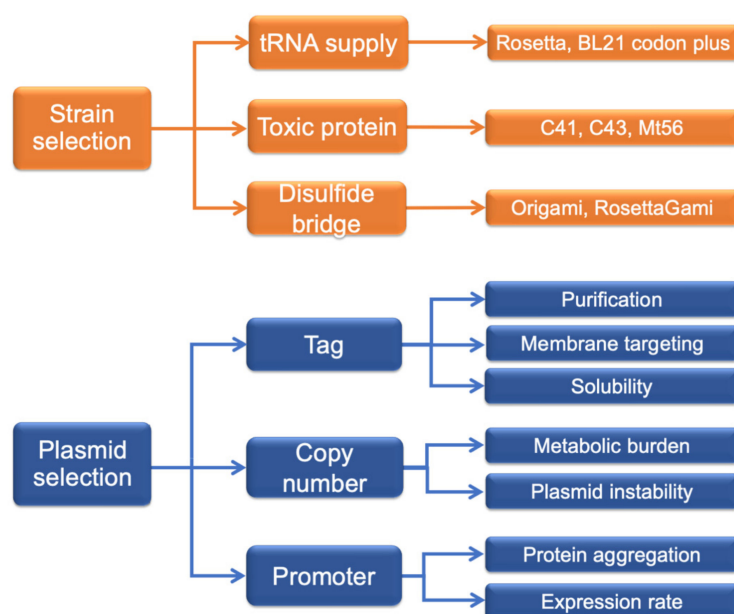 tRNA supply
Rosetta, BL21 codon plus
Strain
selection
Toxic protein
C41, C43, Mt56
Disulfide
bridge
Origami, RosettaGami
Purification
Tag
Membrane targeting
Solubility
Plasmid
selection
Copy
number
Metabolic burden
Plasmid instability
Promoter
Protein aggregation
Expression rate